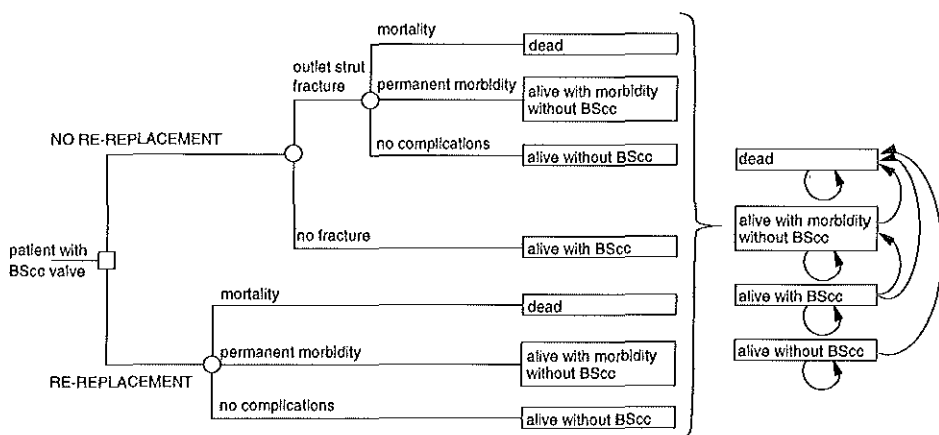 mortality
dead
outlet strut
fracture
permanent morbidity
alive with morbidity
without BScc
NO RE-REPLACEMENT
no complications
alive without BScc
no fracture
alive with BScc
patient with
BScc valve
mortality
dead
permanent morbidity
alive with morbidity
without BScc
RE-REPLACEMENT
no complications
alive without BScc
dead
alive with morbidity
without BScc
alive with BScc
alive without BScc